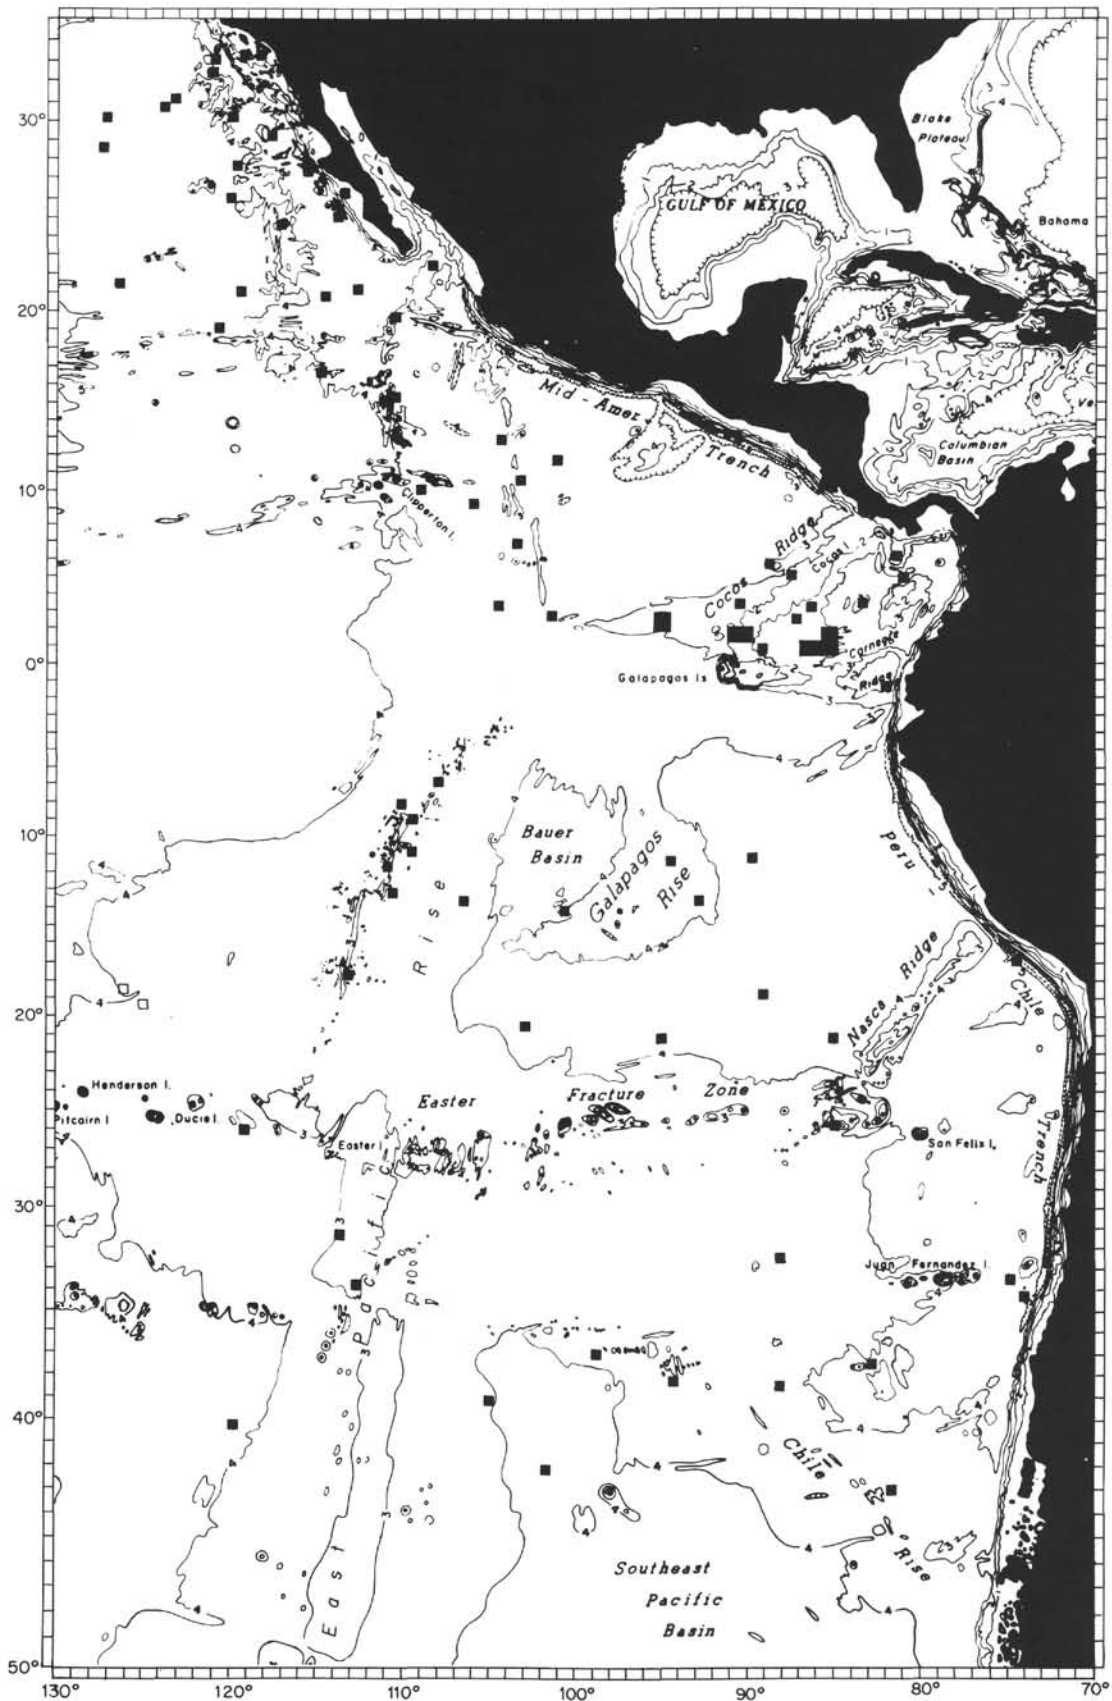 30°
20°
10°
0°
10°
20°
30°
40°
50°
130°
120°
110°
100°
90°
80°
70°
Blake
Plateau
Bahama
GULF OF MEXICO
Mid - Amer
Trench
Columbian
Basin
Ve
Clipperton I.
Cocos Ridge
Cocos I.
Carnegie
Ridge
Galapagos Is
Bauer
Basin
Galapagos
Rise
Peru
Chile
Trench
Nasca Ridge
Henderson I.
Pitcairn I
Ducie I.
Easter Fracture Zone
Easter I
San Felix I.
Juan Fernandez I.
East Pacific Rise
Chile Rise
Southeast
Pacific
Basin